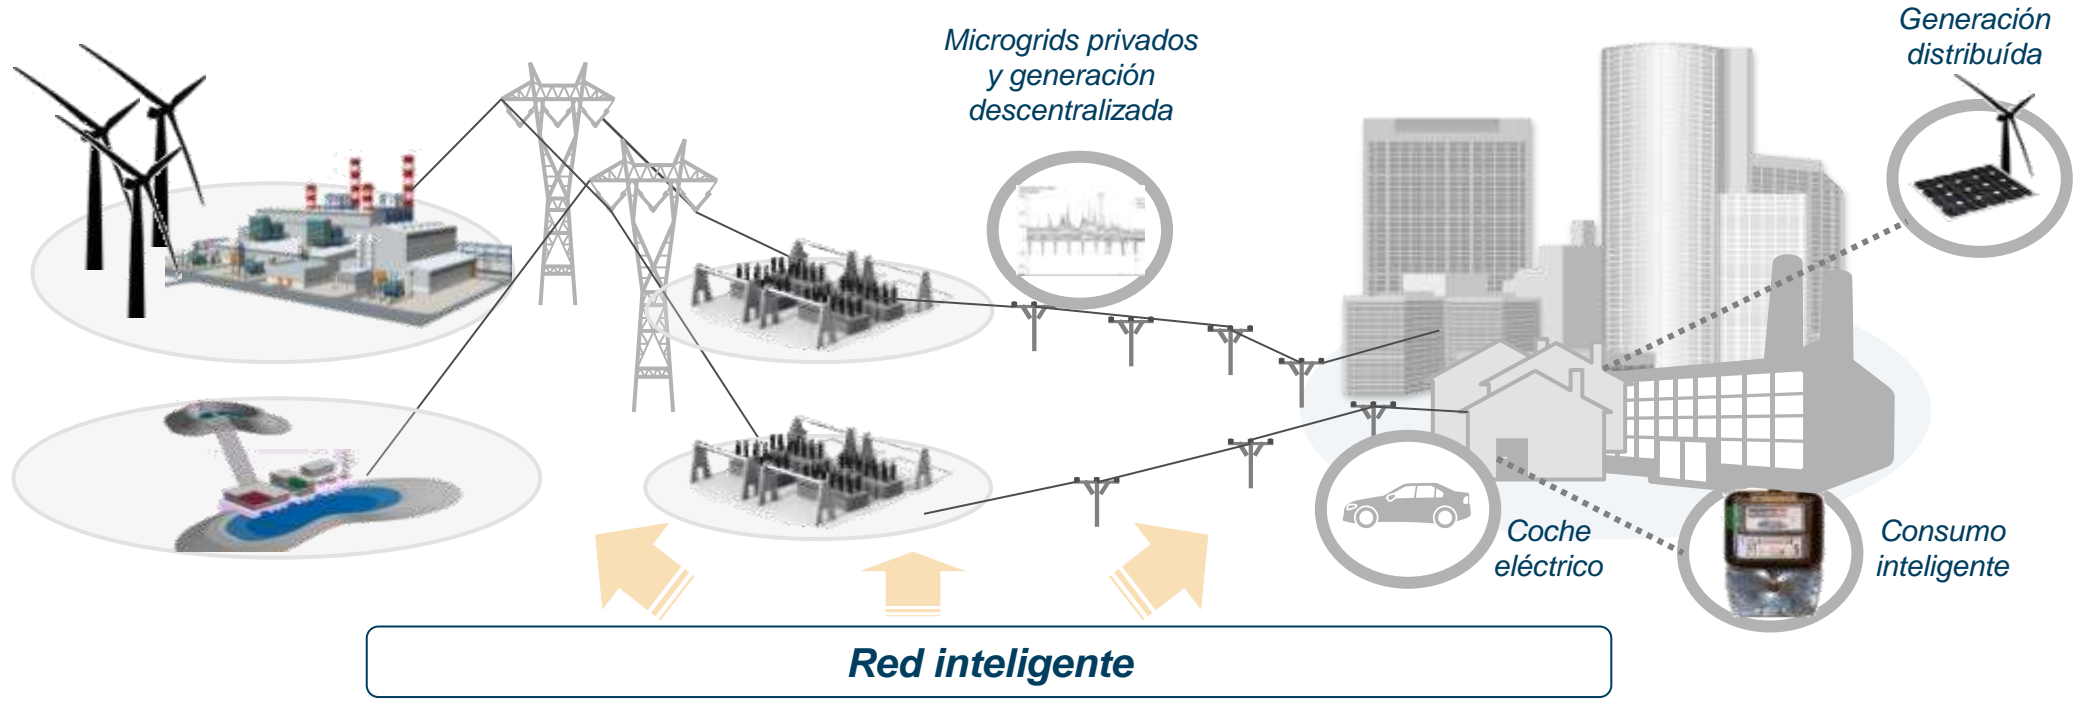 Generación
distribuída
Microgrids privados
y generación
descentralizada
Coche
eléctrico
Consumo
inteligente
Red inteligente